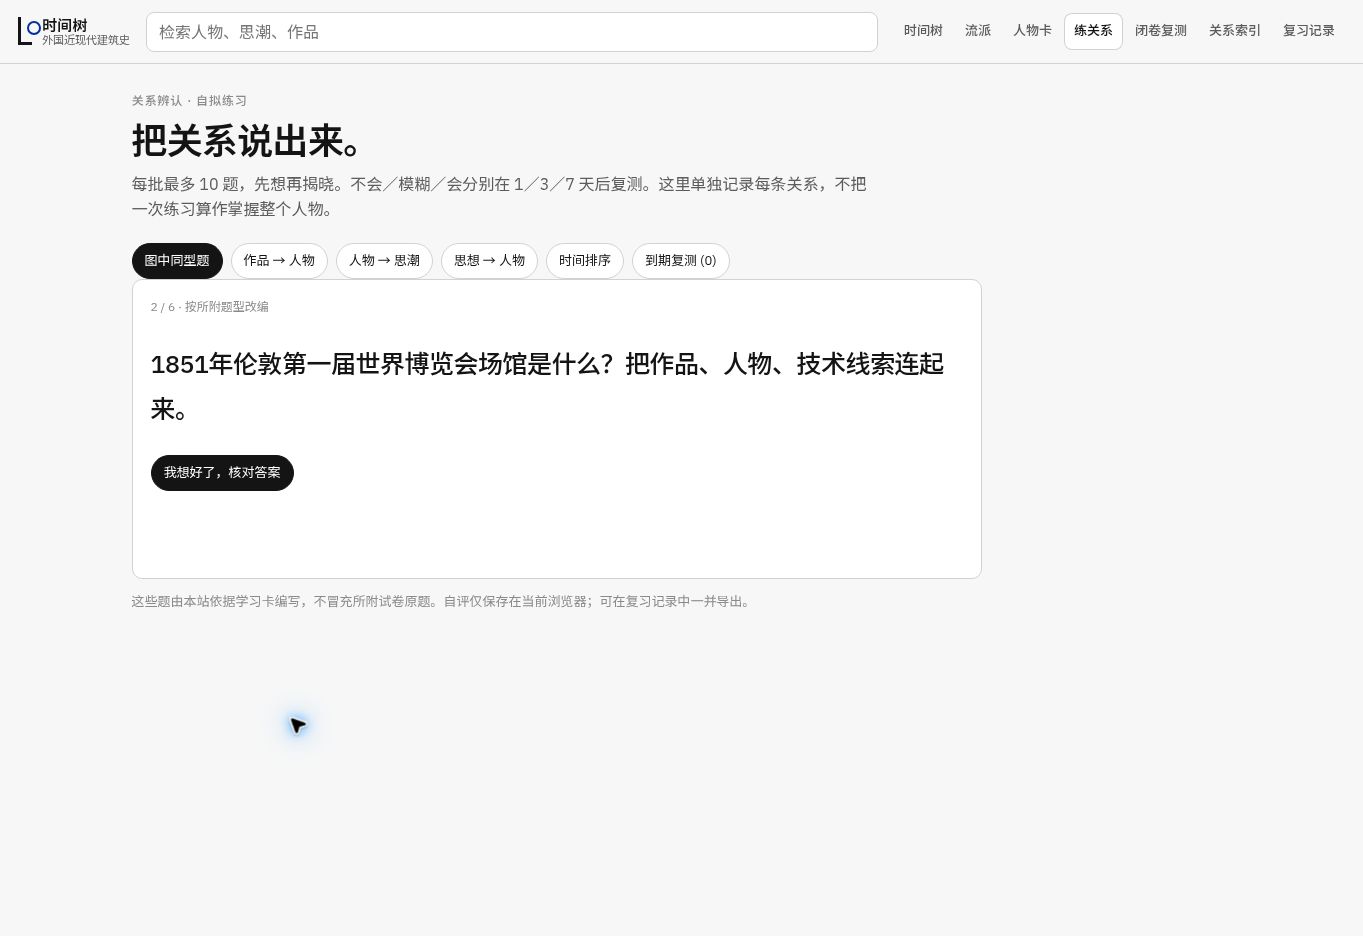 时间树
外国近现代建筑史
检索人物、思潮、作品
时间树 流派 人物卡 练关系 闭卷复测 关系索引 复习记录
关系辨认 · 自拟练习
把关系说出来。
每批最多 10 题，先想再揭晓。不会／模糊／会分别在 1／3／7 天后复测。这里单独记录每条关系，不把
一次练习算作掌握整个人物。
图中同型题 作品 → 人物 人物 → 思潮 思想 → 人物 时间排序 到期复测 (0)
2 / 6 · 按所附题型改编
1851年伦敦第一届世界博览会场馆是什么？把作品、人物、技术线索连起
来。
我想好了，核对答案
这些题由本站依据学习卡编写，不冒充所附试卷原题。自评仅保存在当前浏览器；可在复习记录中一并导出。